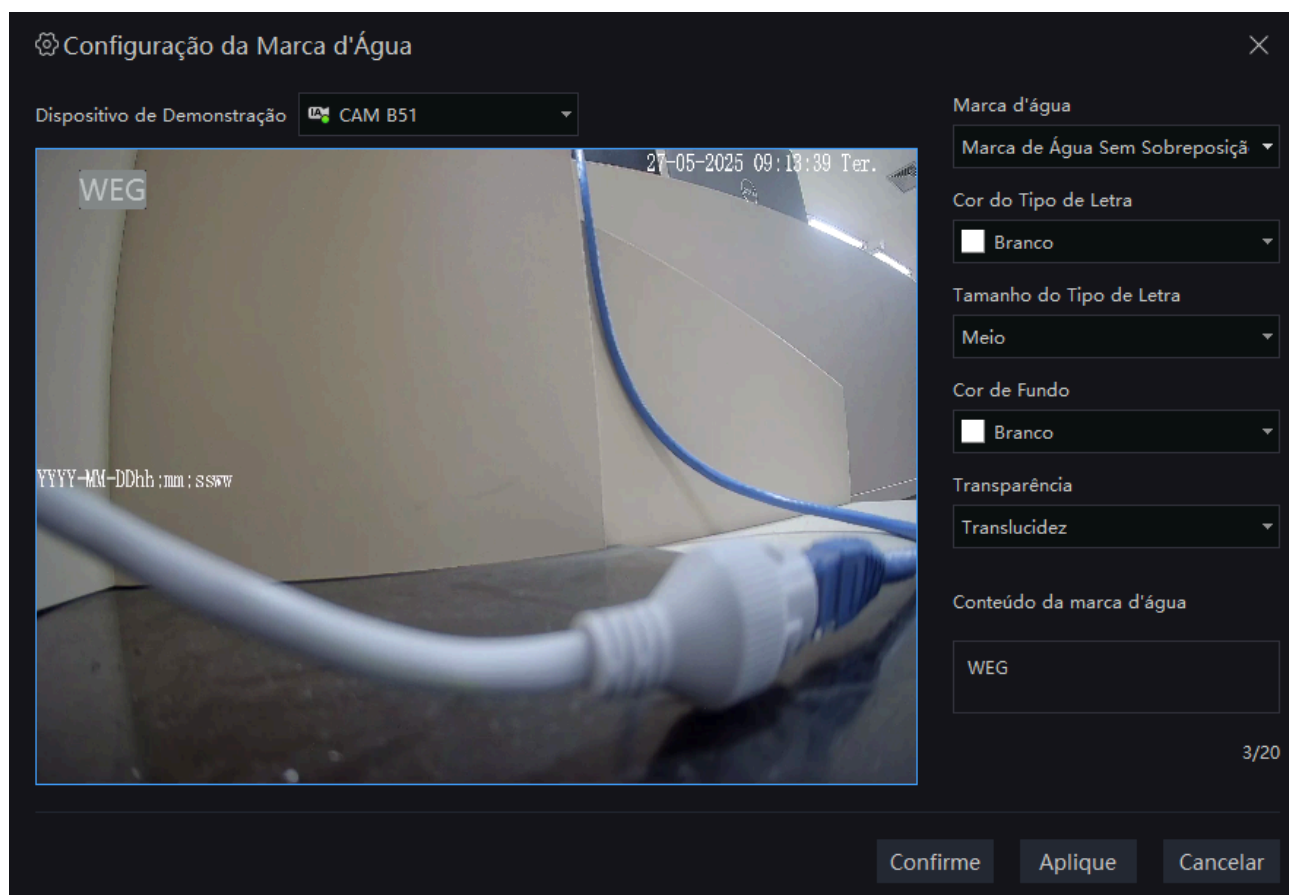 Configuração da Marca d'Água
Dispositivo de Demonstração
CAM B51
27-05-2025 09:13:39 Ter.
WEG
YYYY-MM-DDhh:mm:ssww
Marca d'água
Marca de Água Sem Sobreposiçã
Cor do Tipo de Letra
Branco
Tamanho do Tipo de Letra
Meio
Cor de Fundo
Branco
Transparência
Translucidez
Conteúdo da marca d'água
WEG
3/20
Confirme
Aplique
Cancelar